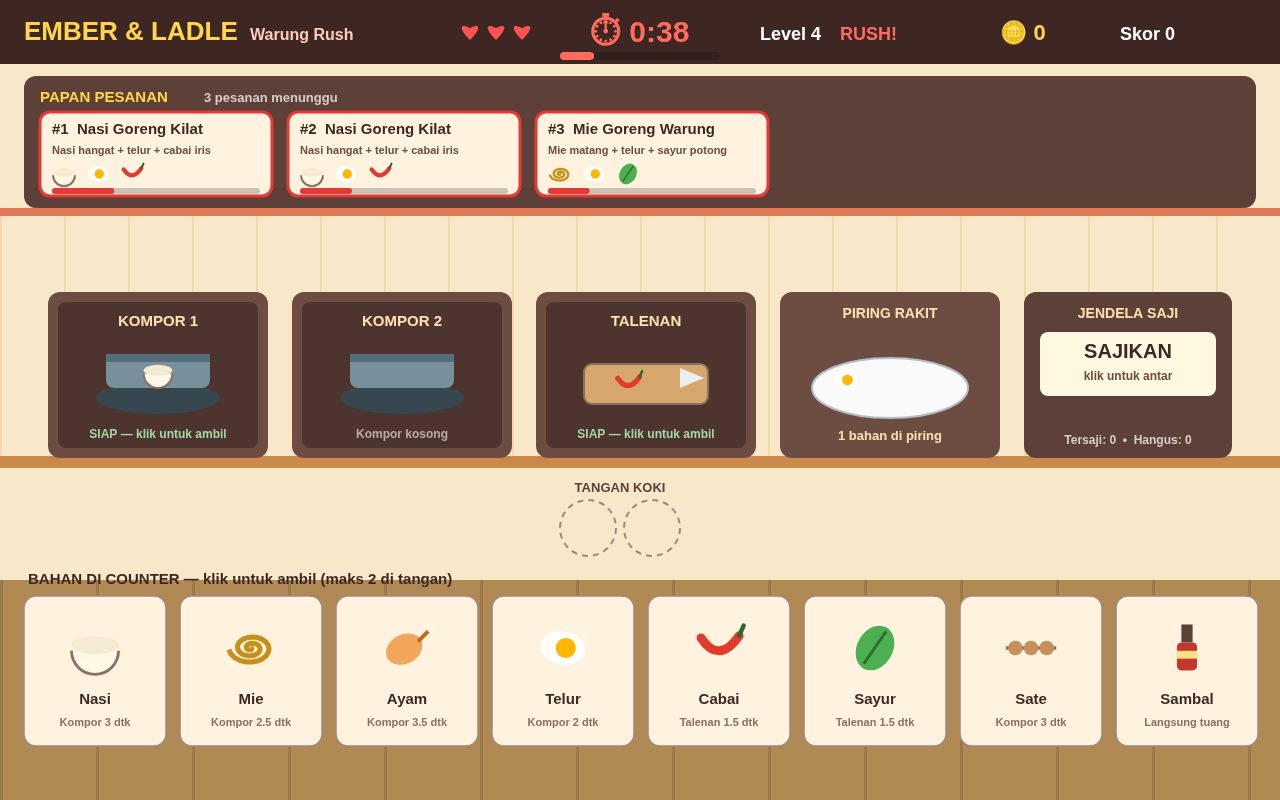 EMBER & LADLE Warung Rush 0:38 Level 4 RUSH! 0 Skor 0
PAPAN PESANAN 3 pesanan menunggu
#1 Nasi Goreng Kilat
Nasi hangat + telur + cabai iris
#2 Nasi Goreng Kilat
Nasi hangat + telur + cabai iris
#3 Mie Goreng Warung
Mie matang + telur + sayur potong
KOMPOR 1
SIAP — klik untuk ambil
KOMPOR 2
Kompor kosong
TALENAN
SIAP — klik untuk ambil
PIRING RAKIT
1 bahan di piring
JENDELA SAJI
SAJIKAN
klik untuk antar
Tersaji: 0 • Hangus: 0
TANGAN KOKI
BAHAN DI COUNTER — klik untuk ambil (maks 2 di tangan)
Nasi
Kompor 3 dtk
Mie
Kompor 2.5 dtk
Ayam
Kompor 3.5 dtk
Telur
Kompor 2 dtk
Cabai
Talenan 1.5 dtk
Sayur
Talenan 1.5 dtk
Sate
Kompor 3 dtk
Sambal
Langsung tuang